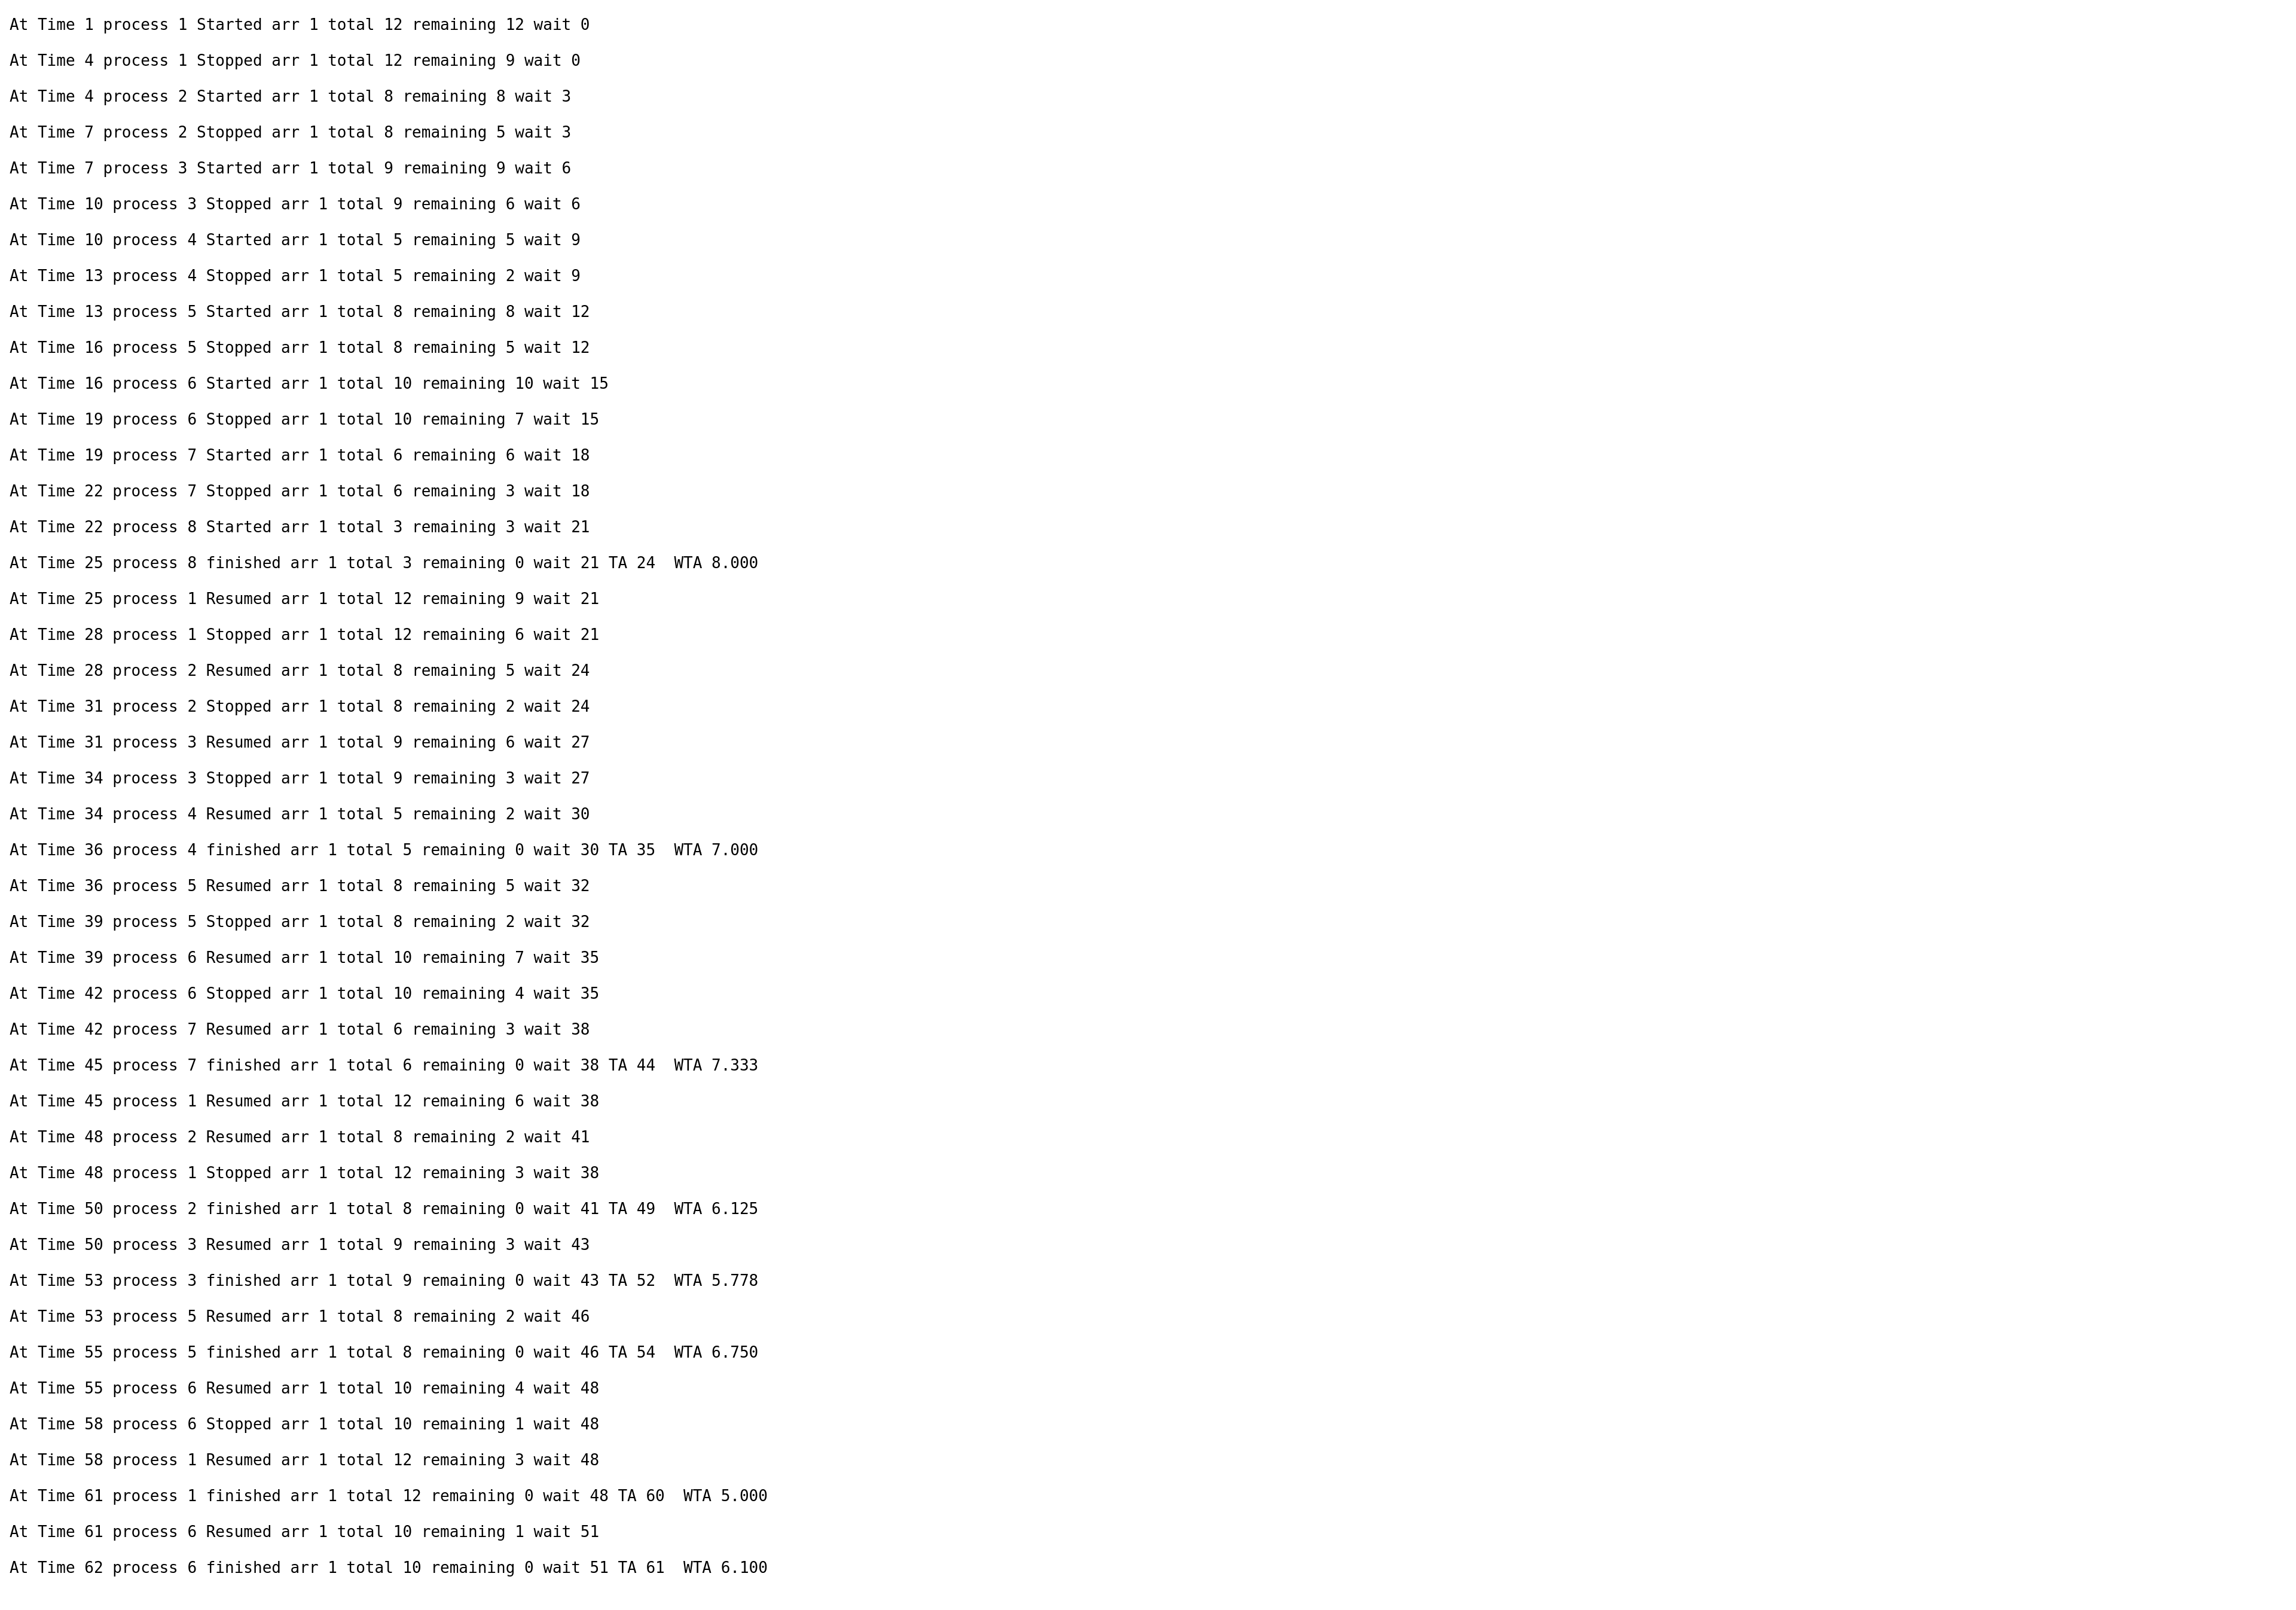 At Time 1 process 1 Started arr 1 total 12 remaining 12 wait 0
At Time 4 process 1 Stopped arr 1 total 12 remaining 9 wait 0
At Time 4 process 2 Started arr 1 total 8 remaining 8 wait 3
At Time 7 process 2 Stopped arr 1 total 8 remaining 5 wait 3
At Time 7 process 3 Started arr 1 total 9 remaining 9 wait 6
At Time 10 process 3 Stopped arr 1 total 9 remaining 6 wait 6
At Time 10 process 4 Started arr 1 total 5 remaining 5 wait 9
At Time 13 process 4 Stopped arr 1 total 5 remaining 2 wait 9
At Time 13 process 5 Started arr 1 total 8 remaining 8 wait 12
At Time 16 process 5 Stopped arr 1 total 8 remaining 5 wait 12
At Time 16 process 6 Started arr 1 total 10 remaining 10 wait 15
At Time 19 process 6 Stopped arr 1 total 10 remaining 7 wait 15
At Time 19 process 7 Started arr 1 total 6 remaining 6 wait 18
At Time 22 process 7 Stopped arr 1 total 6 remaining 3 wait 18
At Time 22 process 8 Started arr 1 total 3 remaining 3 wait 21
At Time 25 process 8 finished arr 1 total 3 remaining 0 wait 21 TA 24  WTA 8.000
At Time 25 process 1 Resumed arr 1 total 12 remaining 9 wait 21
At Time 28 process 1 Stopped arr 1 total 12 remaining 6 wait 21
At Time 28 process 2 Resumed arr 1 total 8 remaining 5 wait 24
At Time 31 process 2 Stopped arr 1 total 8 remaining 2 wait 24
At Time 31 process 3 Resumed arr 1 total 9 remaining 6 wait 27
At Time 34 process 3 Stopped arr 1 total 9 remaining 3 wait 27
At Time 34 process 4 Resumed arr 1 total 5 remaining 2 wait 30
At Time 36 process 4 finished arr 1 total 5 remaining 0 wait 30 TA 35  WTA 7.000
At Time 36 process 5 Resumed arr 1 total 8 remaining 5 wait 32
At Time 39 process 5 Stopped arr 1 total 8 remaining 2 wait 32
At Time 39 process 6 Resumed arr 1 total 10 remaining 7 wait 35
At Time 42 process 6 Stopped arr 1 total 10 remaining 4 wait 35
At Time 42 process 7 Resumed arr 1 total 6 remaining 3 wait 38
At Time 45 process 7 finished arr 1 total 6 remaining 0 wait 38 TA 44  WTA 7.333
At Time 45 process 1 Resumed arr 1 total 12 remaining 6 wait 38
At Time 48 process 2 Resumed arr 1 total 8 remaining 2 wait 41
At Time 48 process 1 Stopped arr 1 total 12 remaining 3 wait 38
At Time 50 process 2 finished arr 1 total 8 remaining 0 wait 41 TA 49  WTA 6.125
At Time 50 process 3 Resumed arr 1 total 9 remaining 3 wait 43
At Time 53 process 3 finished arr 1 total 9 remaining 0 wait 43 TA 52  WTA 5.778
At Time 53 process 5 Resumed arr 1 total 8 remaining 2 wait 46
At Time 55 process 5 finished arr 1 total 8 remaining 0 wait 46 TA 54  WTA 6.750
At Time 55 process 6 Resumed arr 1 total 10 remaining 4 wait 48
At Time 58 process 6 Stopped arr 1 total 10 remaining 1 wait 48
At Time 58 process 1 Resumed arr 1 total 12 remaining 3 wait 48
At Time 61 process 1 finished arr 1 total 12 remaining 0 wait 48 TA 60  WTA 5.000
At Time 61 process 6 Resumed arr 1 total 10 remaining 1 wait 51
At Time 62 process 6 finished arr 1 total 10 remaining 0 wait 51 TA 61  WTA 6.100